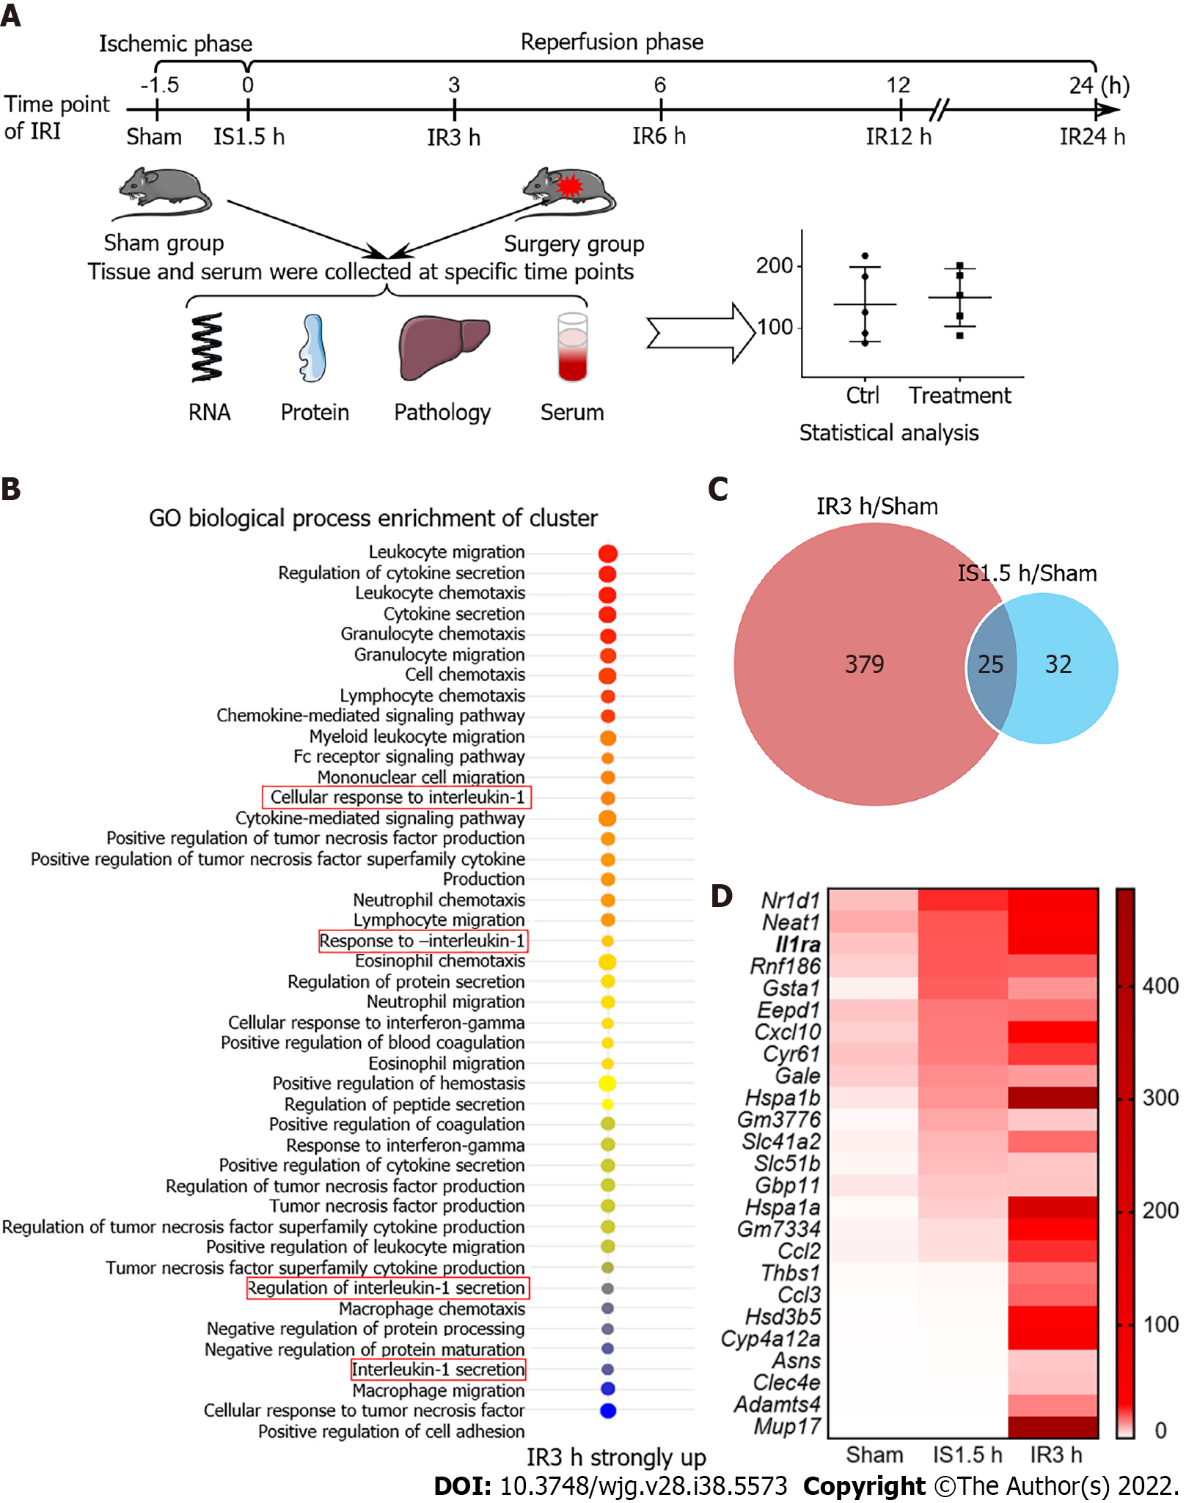 A
Ischemic phase
Reperfusion phase
-1.5 0 3 6 12 24 (h)
Time point
of IRI
Sham IS1.5 h IR3 h IR6 h IR12 h IR24 h
Sham group
Surgery group
Tissue and serum were collected at specific time points
RNA Protein Pathology Serum
200
100
Ctrl Treatment
Statistical analysis
B
GO biological process enrichment of cluster
Leukocyte migration
Regulation of cytokine secretion
Leukocyte chemotaxis
Cytokine secretion
Granulocyte chemotaxis
Granulocyte migration
Cell chemotaxis
Lymphocyte chemotaxis
Chemokine-mediated signaling pathway
Myeloid leukocyte migration
Fc receptor signaling pathway
Mononuclear cell migration
Cellular response to interleukin-1
Cytokine-mediated signaling pathway
Positive regulation of tumor necrosis factor production
Positive regulation of tumor necrosis factor superfamily cytokine
Production
Neutrophil chemotaxis
Lymphocyte migration
Response to –interleukin-1
Eosinophil chemotaxis
Regulation of protein secretion
Neutrophil migration
Cellular response to interferon-gamma
Positive regulation of blood coagulation
Eosinophil migration
Positive regulation of hemostasis
Regulation of peptide secretion
Positive regulation of coagulation
Response to interferon-gamma
Positive regulation of cytokine secretion
Regulation of tumor necrosis factor production
Tumor necrosis factor production
Regulation of tumor necrosis factor superfamily cytokine production
Positive regulation of leukocyte migration
Tumor necrosis factor superfamily cytokine production
Regulation of interleukin-1 secretion
Macrophage chemotaxis
Negative regulation of protein processing
Negative regulation of protein maturation
Interleukin-1 secretion
Macrophage migration
Cellular response to tumor necrosis factor
Positive regulation of cell adhesion
IR3 h strongly up
C
IR3 h/Sham
IS1.5 h/Sham
379 25 32
D
Nr1d1
Neat1
Il1ra
Rnf186
Gsta1
Eepd1
Cxcl10
Cyr61
Gale
Hspa1b
Gm3776
Slc41a2
Slc51b
Gbp11
Hspa1a
Gm7334
Ccl2
Thbs1
Ccl3
Hsd3b5
Cyp4a12a
Asns
Clec4e
Adamts4
Mup17
Sham IS1.5 h IR3 h
400
300
200
100
0
DOI: 10.3748/wjg.v28.i38.5573 Copyright ©The Author(s) 2022.